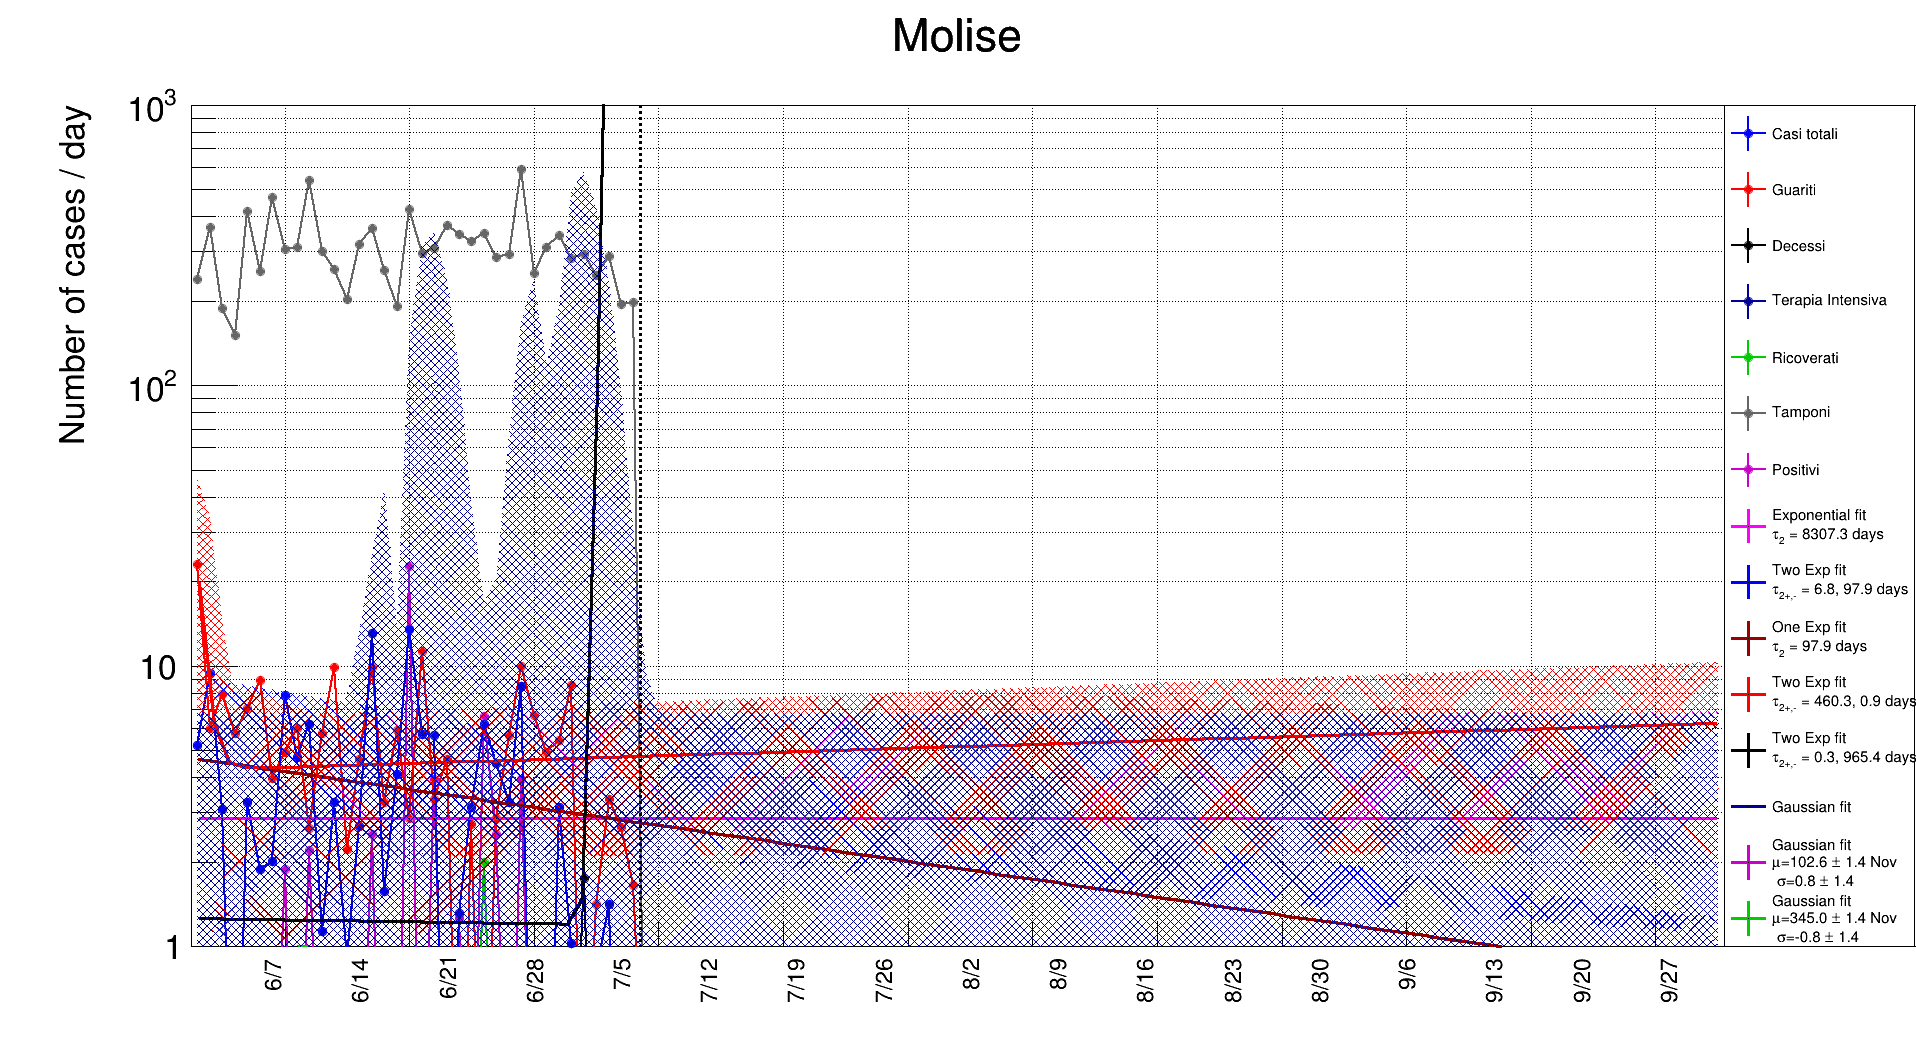 Molise
Number of cases / day
10³
10²
10
1
6/7
6/14
6/21
6/28
7/5
7/12
7/19
7/26
8/2
8/9
8/16
8/23
8/30
9/6
9/13
9/20
9/27
Casi totali
Guariti
Decessi
Terapia Intensiva
Ricoverati
Tamponi
Positivi
Exponential fit
τ₂ = 8307.3 days
Two Exp fit
τ₂₊,₋ = 6.8, 97.9 days
One Exp fit
τ₂ = 97.9 days
Two Exp fit
τ₂₊,₋ = 460.3, 0.9 days
Two Exp fit
τ₂₊,₋ = 0.3, 965.4 days
Gaussian fit
Gaussian fit
μ=102.6 ± 1.4 Nov
σ=0.8 ± 1.4
Gaussian fit
μ=345.0 ± 1.4 Nov
σ=-0.8 ± 1.4